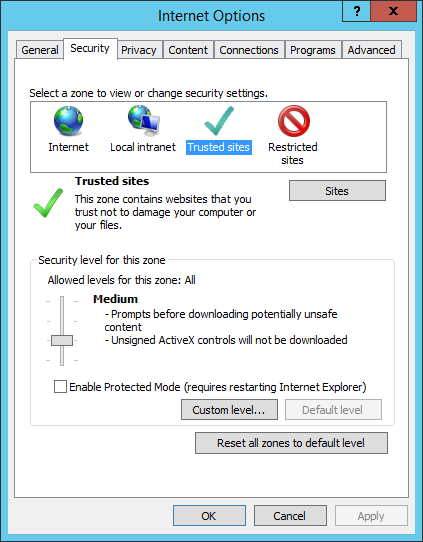 Internet Options
?
X
General Security Privacy Content Connections Programs Advanced
Select a zone to view or change security settings.
Internet Local intranet Trusted sites Restricted
sites
Trusted sites
Sites
This zone contains websites that you
trust not to damage your computer or
your files.
Security level for this zone
Allowed levels for this zone: All
Medium
- Prompts before downloading potentially unsafe
content
- Unsigned ActiveX controls will not be downloaded
Enable Protected Mode (requires restarting Internet Explorer)
Custom level... Default level
Reset all zones to default level
OK Cancel Apply